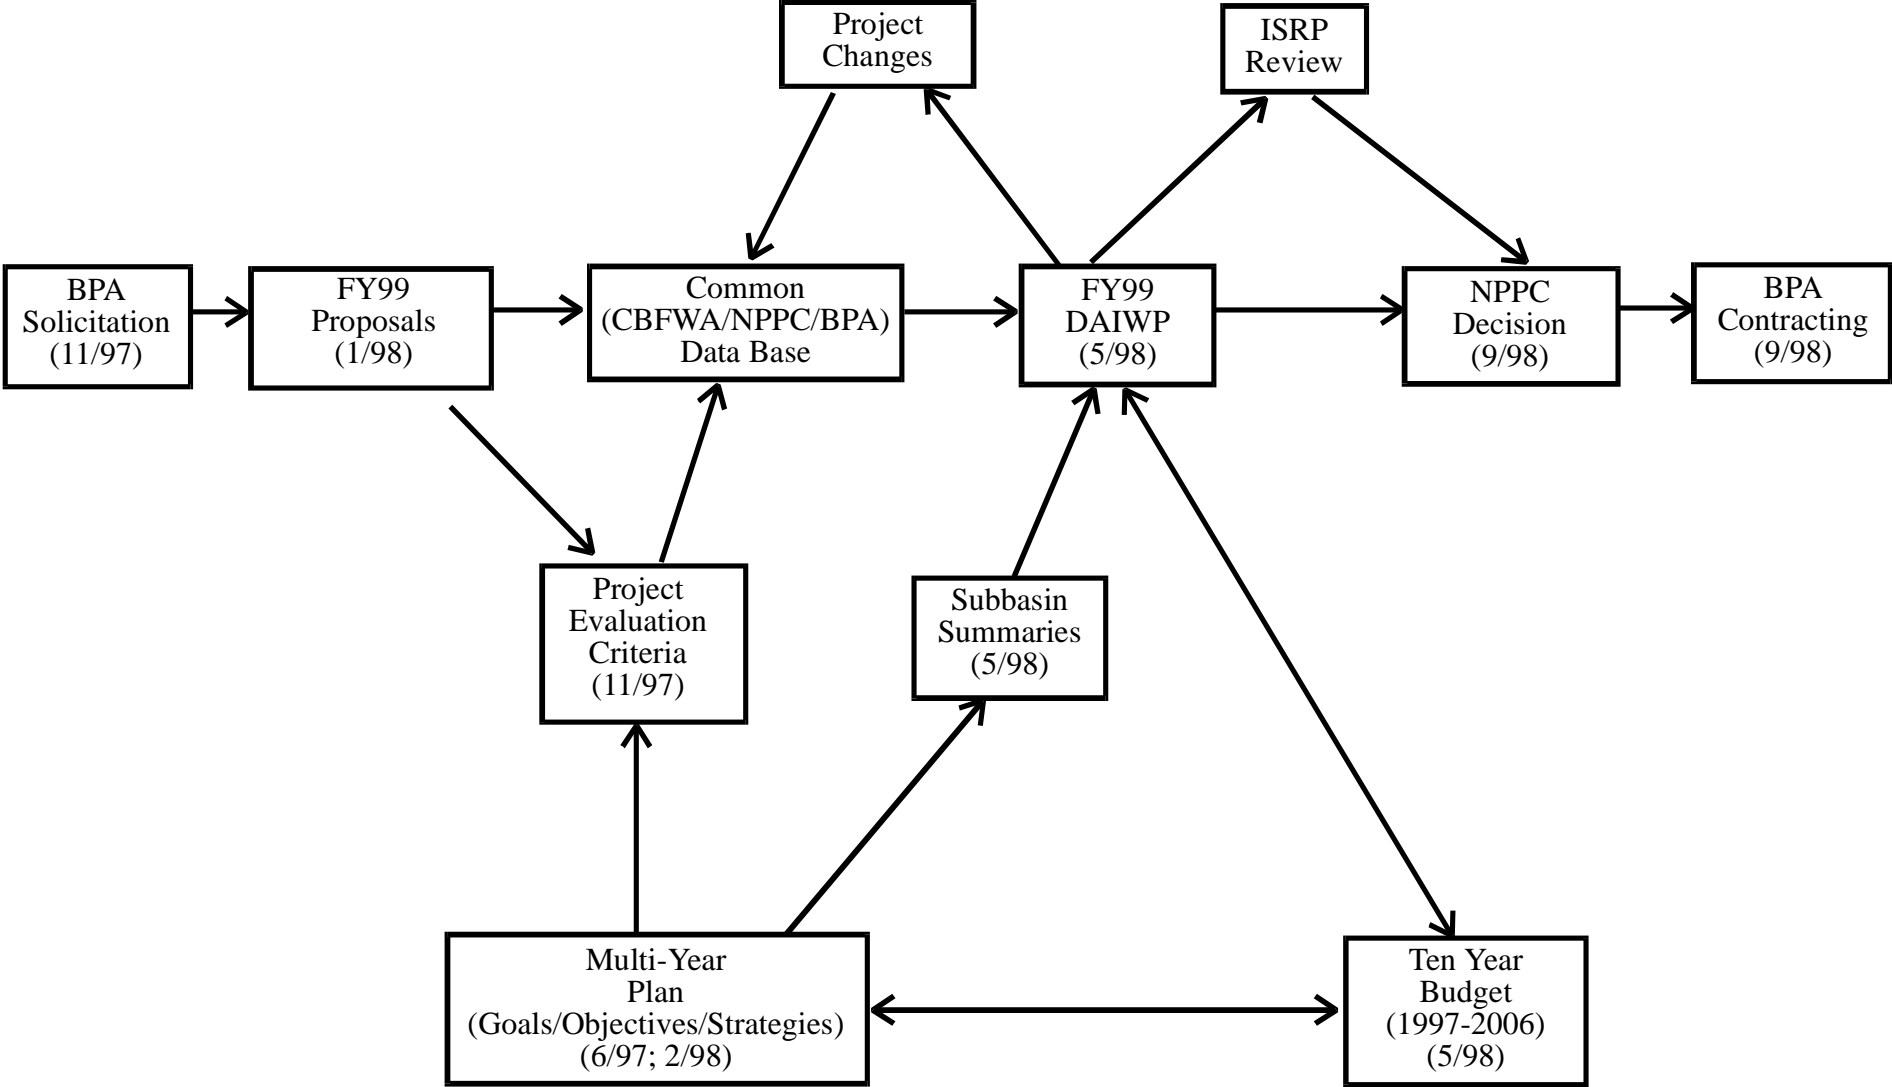 Project
Changes
ISRP
Review
BPA
Solicitation
(11/97)
FY99
Proposals
(1/98)
Common
(CBFWA/NPPC/BPA)
Data Base
FY99
DAIWP
(5/98)
NPPC
Decision
(9/98)
BPA
Contracting
(9/98)
Project
Evaluation
Criteria
(11/97)
Subbasin
Summaries
(5/98)
Multi-Year
Plan
(Goals/Objectives/Strategies)
(6/97; 2/98)
Ten Year
Budget
(1997-2006)
(5/98)